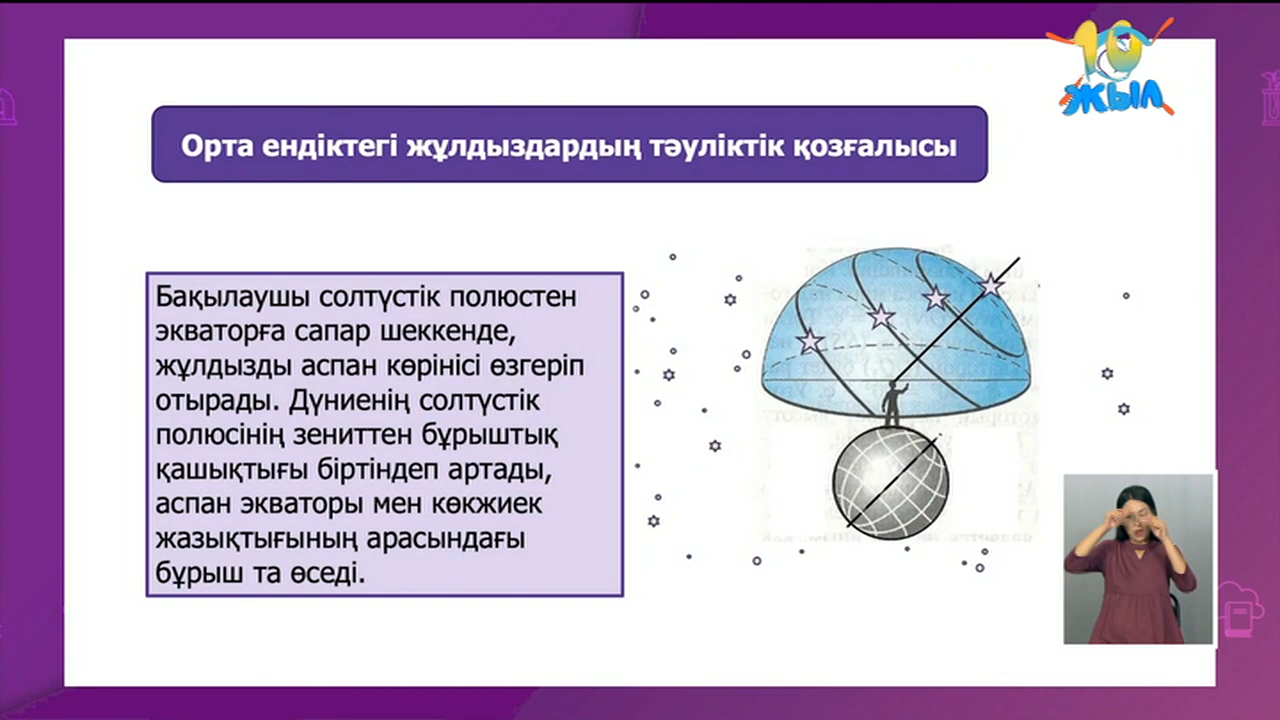 10
ЖЫЛ
Орта ендіктегі жұлдыздардың тәуліктік қозғалысы
Бақылаушы солтүстік полюстен
экваторға сапар шеккенде,
жұлдызды аспан көрінісі өзгеріп
отырады. Дүниенің солтүстік
полюсінің зениттен бұрыштық
қашықтығы біртіндеп артады,
аспан экваторы мен көкжиек
жазықтығының арасындағы
бұрыш та өседі.